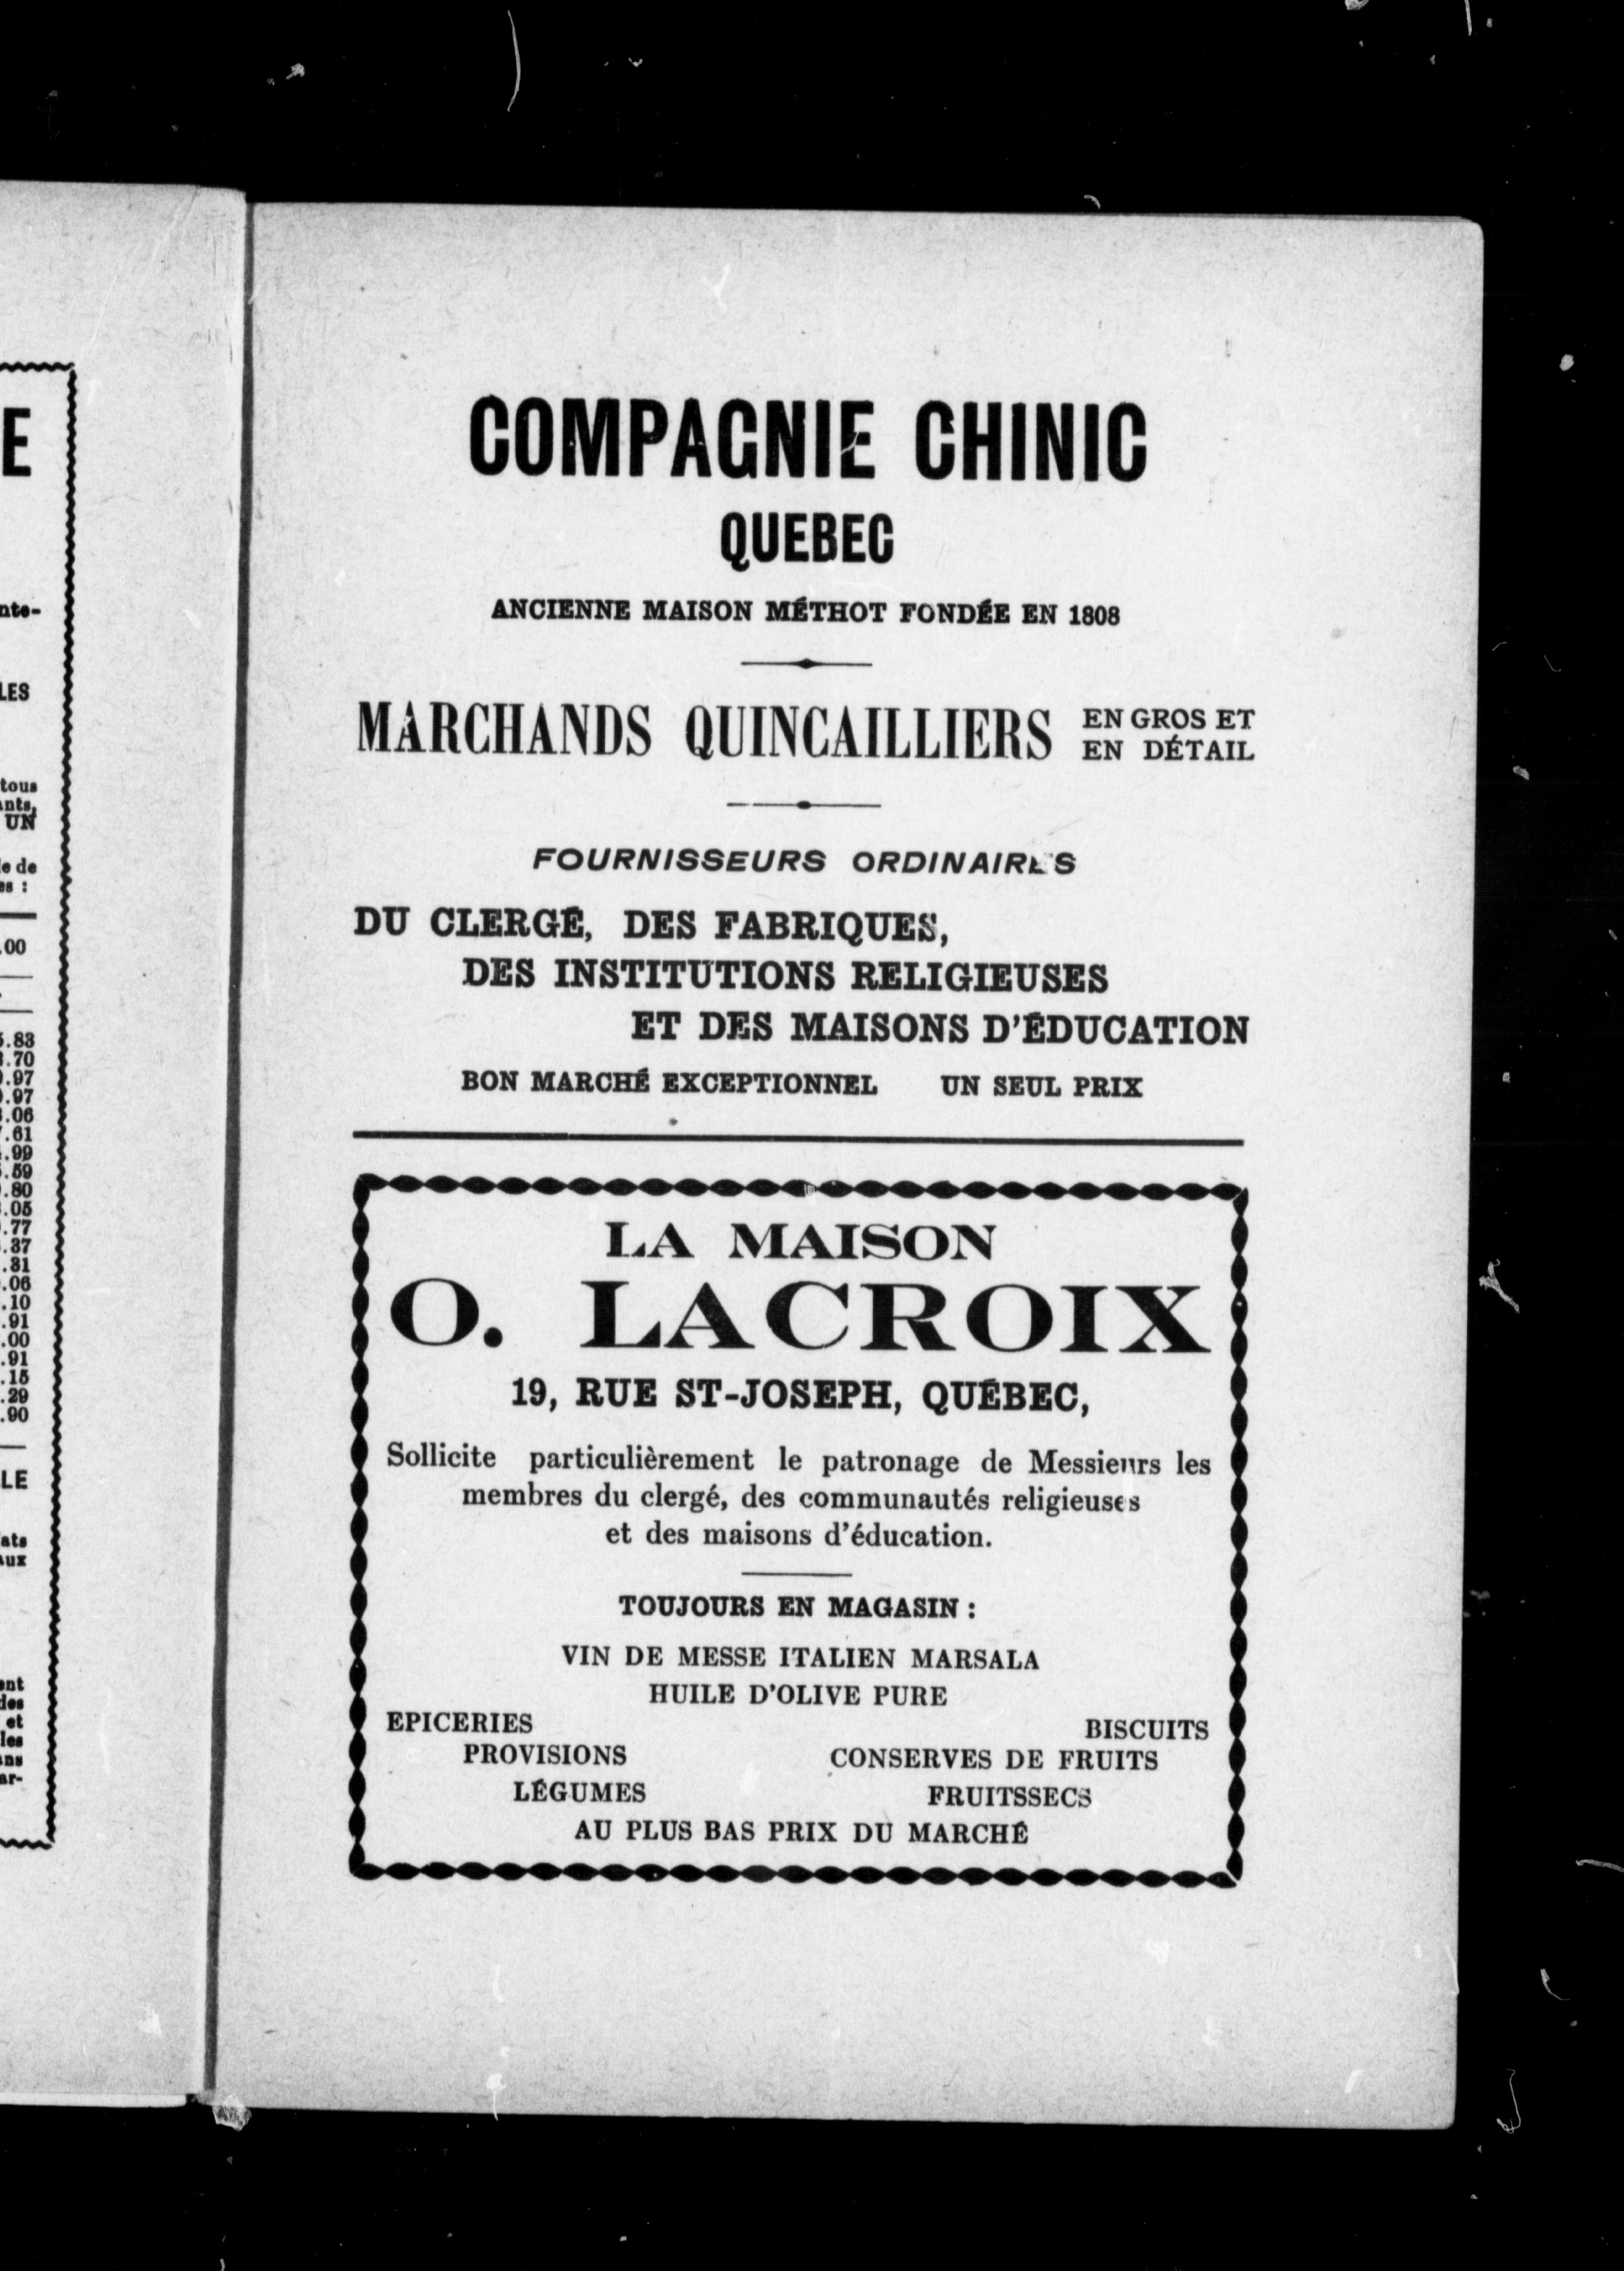 COMPAGNIE CHINIC
QUEBEC
ANCIENNE MAISON MÉTHOT FONDÉE EN 1808
MARCHANDS QUINCAILLIERS EN GROS ET
EN DÉTAIL
FOURNISSEURS ORDINAIRES
DU CLERGÉ, DES FABRIQUES,
DES INSTITUTIONS RELIGIEUSES
ET DES MAISONS D'ÉDUCATION
BON MARCHÉ EXCEPTIONNEL UN SEUL PRIX
LA MAISON
O. LACROIX
19, RUE ST-JOSEPH, QUÉBEC,
Sollicite particulièrement le patronage de Messieurs les
membres du clergé, des communautés religieuses
et des maisons d'éducation.
TOUJOURS EN MAGASIN :
VIN DE MESSE ITALIEN MARSALA
HUILE D'OLIVE PURE
EPICERIES BISCUITS
PROVISIONS CONSERVES DE FRUITS
LÉGUMES FRUITSSECS
AU PLUS BAS PRIX DU MARCHÉ